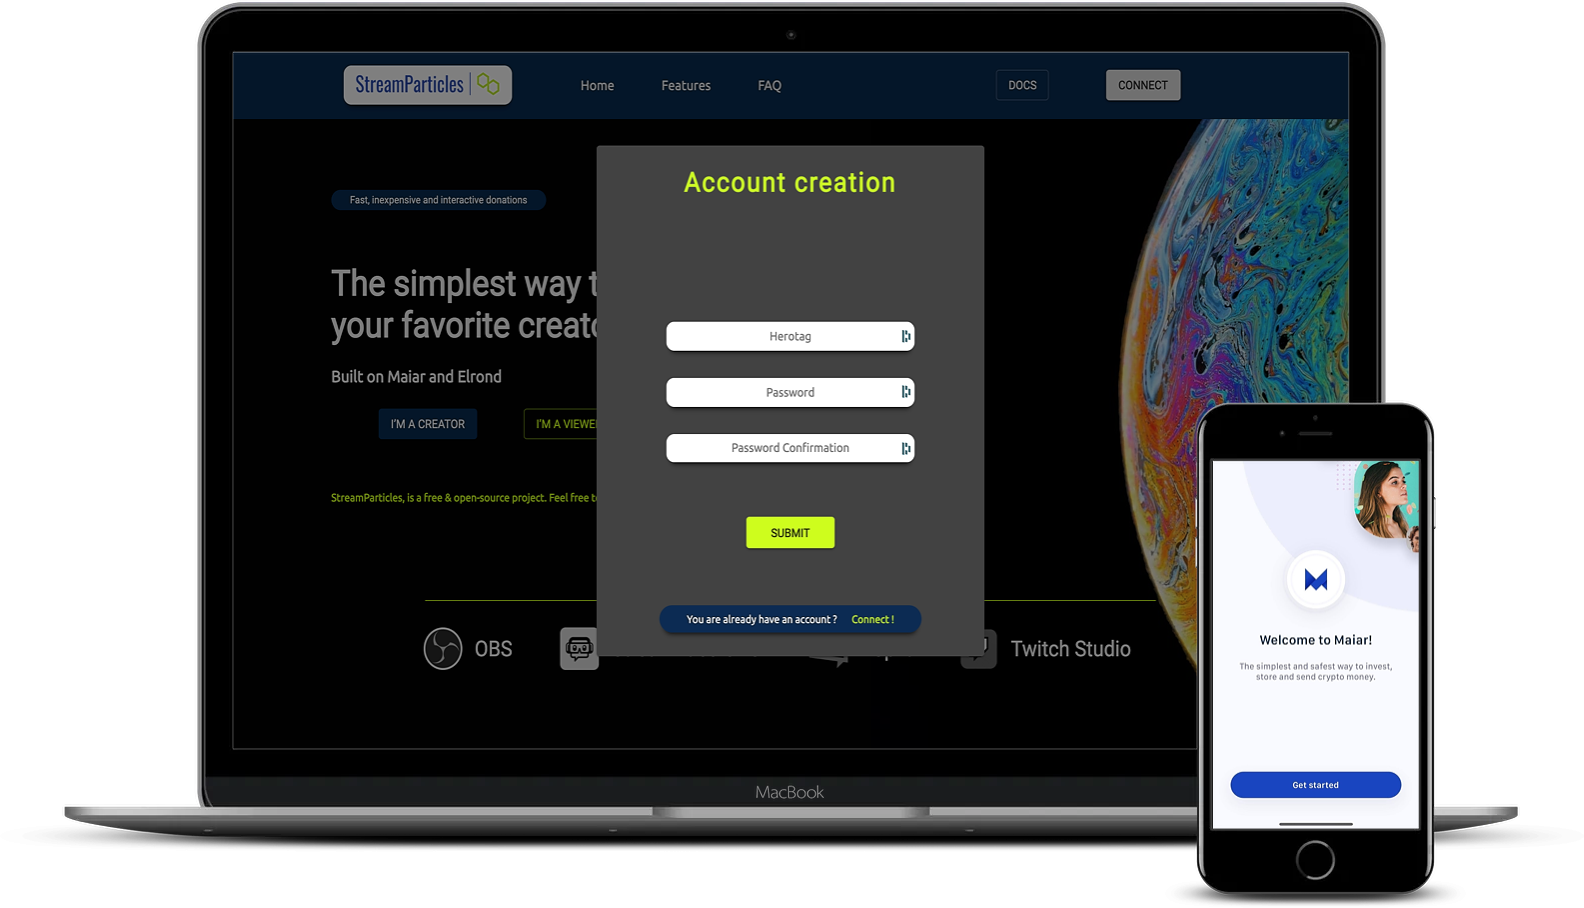 StreamParticles
Home
Features
FAQ
DOCS
CONNECT
Fast, inexpensive and interactive donations
The simplest way
your favorite
Built on Maiar and Elrond
I'M A CREATOR
I'M A
StreamParticles, is a free & open-source project. Feel free
OBS
Twitch Studio
Account creation
Herotag
Password
Password Confirmation
SUBMIT
You are already have an account ? Connect !
MacBook
Welcome to Maiar!
The simplest and safest way to invest,
store and send crypto money.
Get started